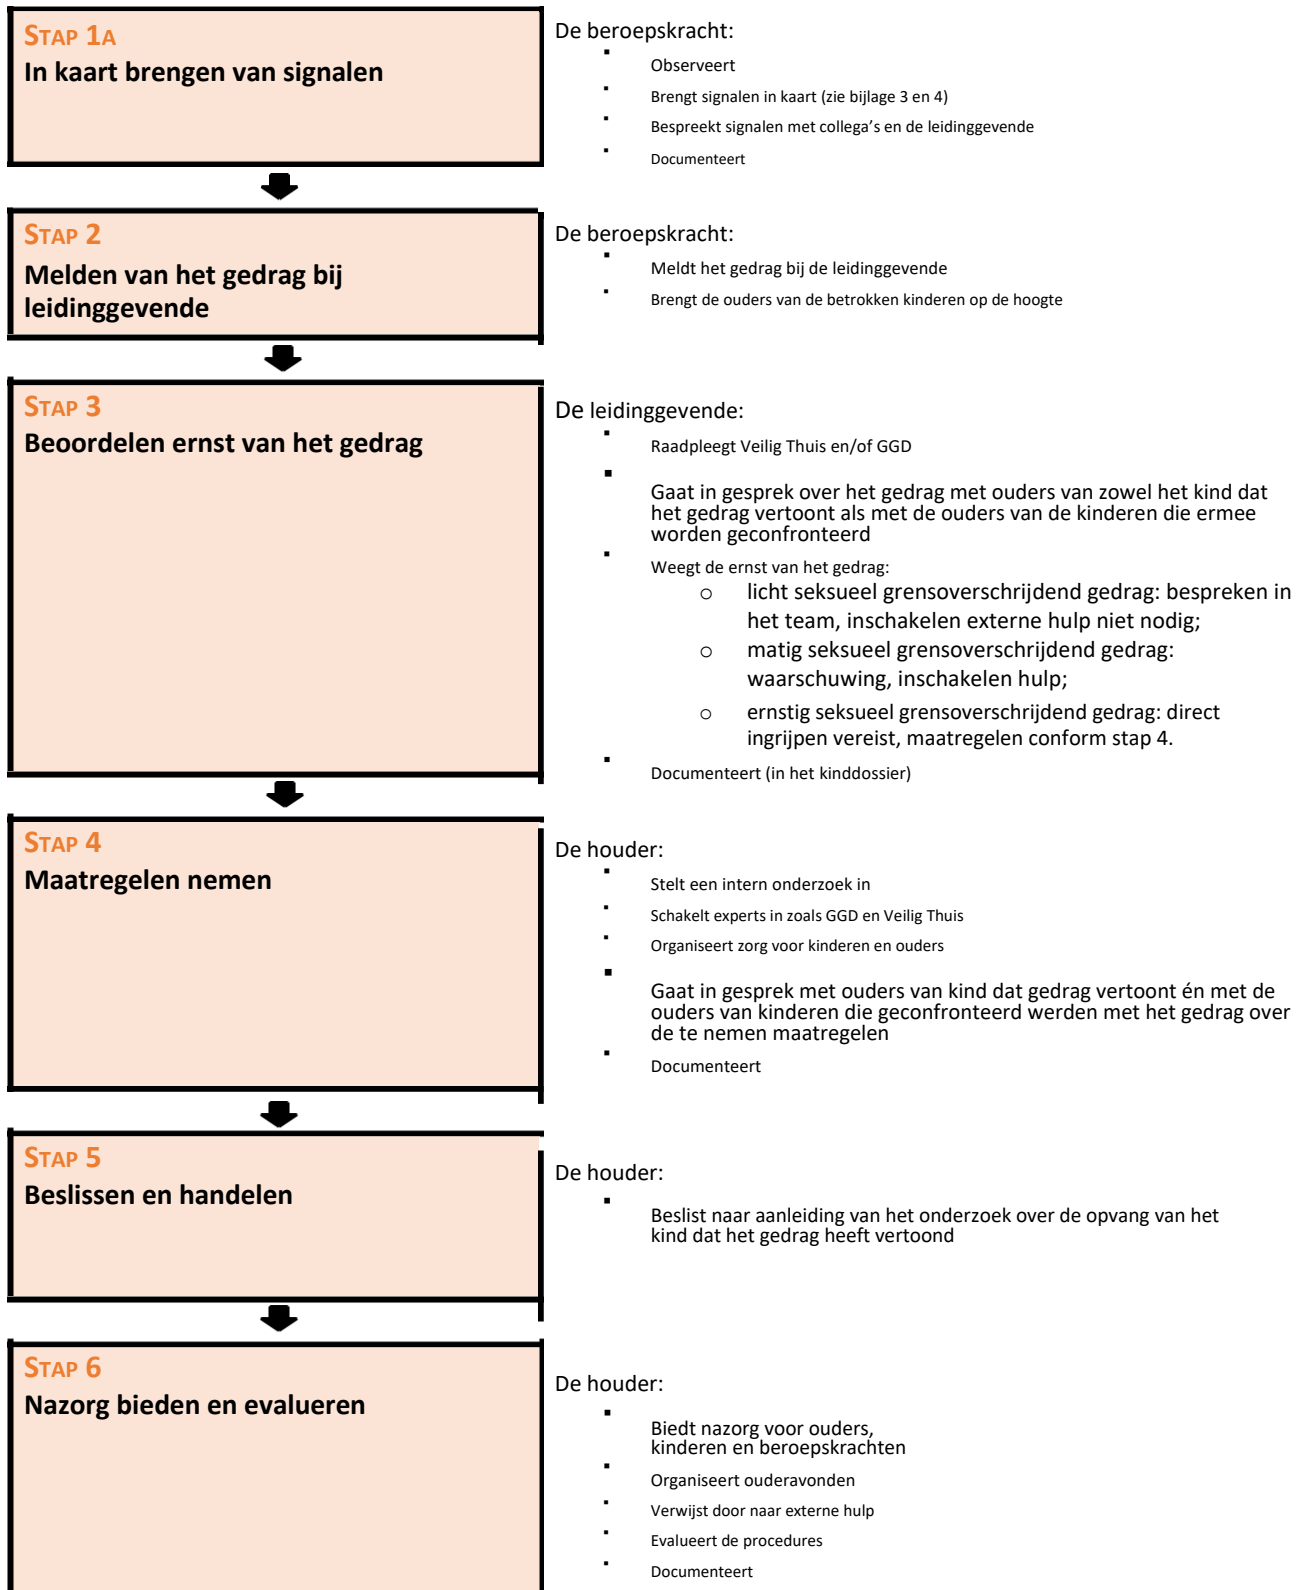 STAP 1A
In kaart brengen van signalen
De beroepskracht:
▪ Observeert
▪ Brengt signalen in kaart (zie bijlage 3 en 4)
▪ Bespreekt signalen met collega’s en de leidinggevende
▪ Documenteert
STAP 2
Melden van het gedrag bij
leidinggevende
De beroepskracht:
▪ Meldt het gedrag bij de leidinggevende
▪ Brengt de ouders van de betrokken kinderen op de hoogte
STAP 3
Beoordelen ernst van het gedrag
De leidinggevende:
▪ Raadpleegt Veilig Thuis en/of GGD
▪ Gaat in gesprek over het gedrag met ouders van zowel het kind dat
het gedrag vertoont als met de ouders van de kinderen die ermee
worden geconfronteerd
▪ Weegt de ernst van het gedrag:
o licht seksueel grensoverschrijdend gedrag: bespreken in
het team, inschakelen externe hulp niet nodig;
o matig seksueel grensoverschrijdend gedrag:
waarschuwing, inschakelen hulp;
o ernstig seksueel grensoverschrijdend gedrag: direct
ingrijpen vereist, maatregelen conform stap 4.
▪ Documenteert (in het kinddossier)
STAP 4
Maatregelen nemen
De houder:
▪ Stelt een intern onderzoek in
▪ Schakelt experts in zoals GGD en Veilig Thuis
▪ Organiseert zorg voor kinderen en ouders
▪ Gaat in gesprek met ouders van kind dat gedrag vertoont én met de
ouders van kinderen die geconfronteerd werden met het gedrag over
de te nemen maatregelen
▪ Documenteert
STAP 5
Beslissen en handelen
De houder:
▪ Beslist naar aanleiding van het onderzoek over de opvang van het
kind dat het gedrag heeft vertoond
STAP 6
Nazorg bieden en evalueren
De houder:
▪ Biedt nazorg voor ouders,
kinderen en beroepskrachten
▪ Organiseert ouderavonden
▪ Verwijst door naar externe hulp
▪ Evalueert de procedures
▪ Documenteert